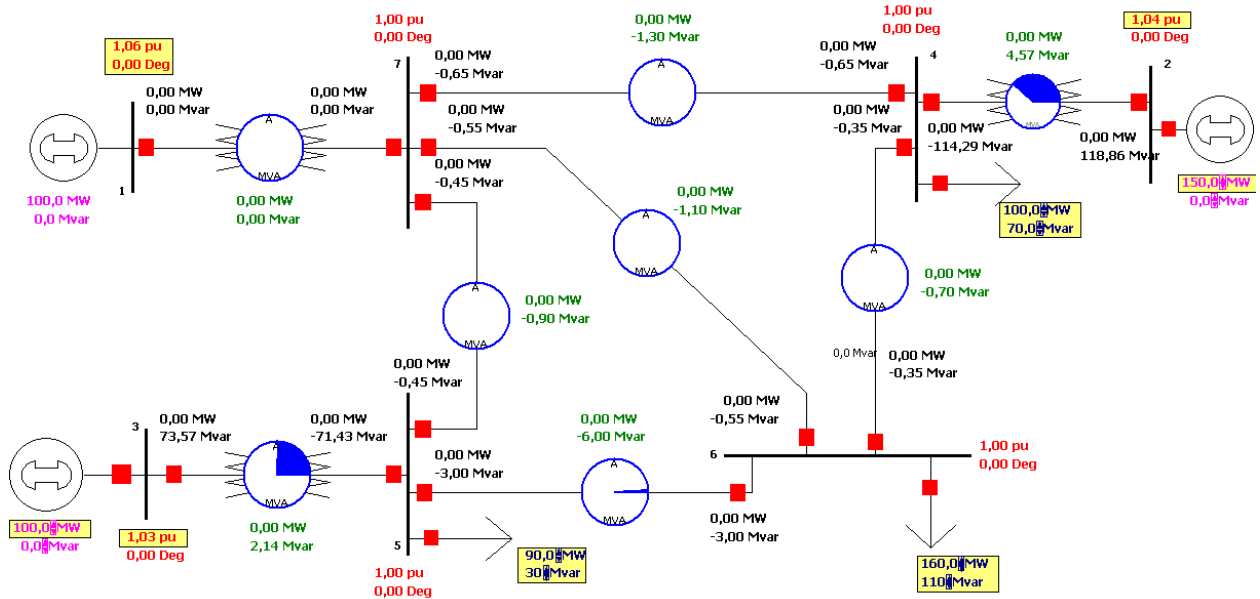 1,06 pu
0,00 Deg
0,00 MW
0,00 Mvar
A
MVA
0,00 MW
0,00 Mvar
1
100,0 MW
0,0 Mvar
0,00 MW
0,00 Mvar
1,00 pu
0,00 Deg
7
0,00 MW
-0,65 Mvar
0,00 MW
-0,55 Mvar
0,00 MW
-0,45 Mvar
0,00 MW
-1,30 Mvar
A
MVA
0,00 MW
-0,65 Mvar
1,00 pu
0,00 Deg
4
0,00 MW
-0,35 Mvar
0,00 MW
4,57 Mvar
A
MVA
0,00 MW
-114,29 Mvar
1,04 pu
0,00 Deg
2
0,00 MW
118,86 Mvar
150,0 MW
0,0 Mvar
100,0 MW
70,0 Mvar
0,00 MW
-1,10 Mvar
A
MVA
A
MVA
0,00 MW
-0,70 Mvar
A
MVA
0,00 MW
-0,90 Mvar
0,0 Mvar
0,00 MW
-0,35 Mvar
0,00 MW
-0,45 Mvar
3
0,00 MW
73,57 Mvar
A
MVA
0,00 MW
-71,43 Mvar
0,00 MW
-3,00 Mvar
0,00 MW
-6,00 Mvar
A
MVA
0,00 MW
-0,55 Mvar
6
1,00 pu
0,00 Deg
0,00 MW
-3,00 Mvar
100,0 MW
0,0 Mvar
1,03 pu
0,00 Deg
0,00 MW
2,14 Mvar
5
1,00 pu
0,00 Deg
90,0 MW
30 Mvar
160,0 MW
110 Mvar